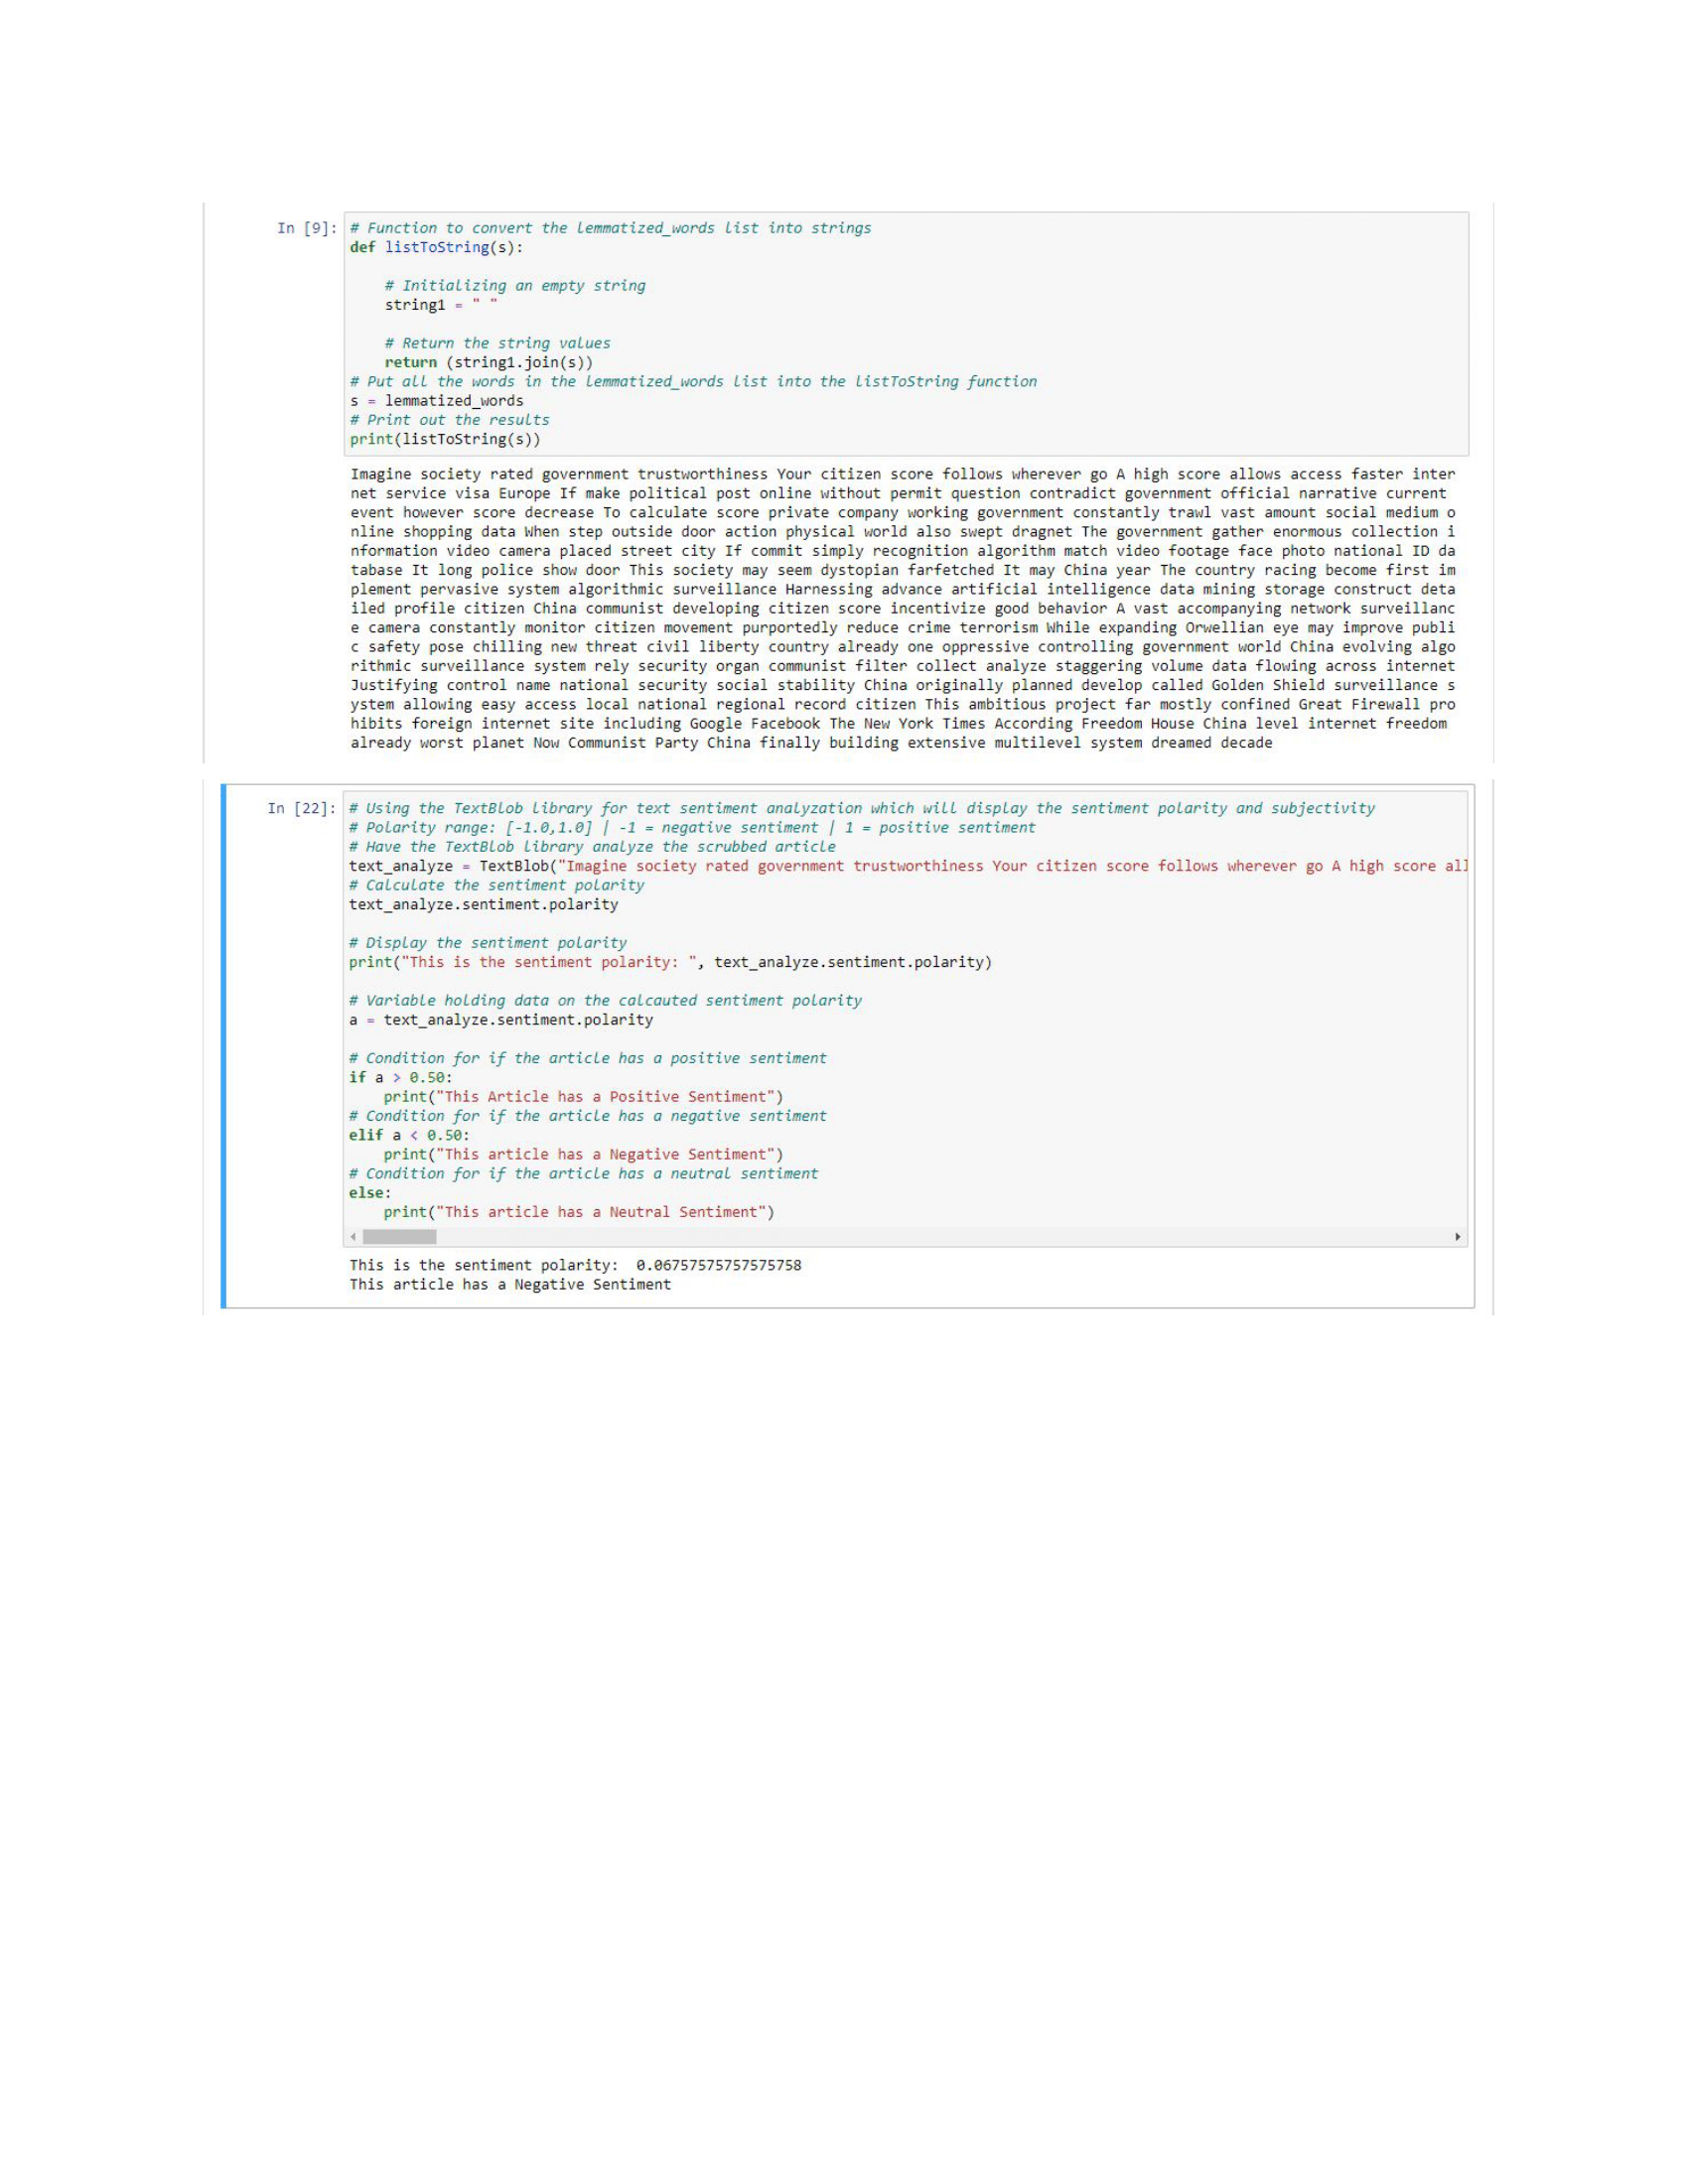 In [9]: # Function to convert the lemmatized_words list into strings
def listToString(s):
# Initializing an empty string
string1 = " "
# Return the string values
return (string1.join(s))
# Put all the words in the lemmatized_words list into the listToString function
s = lemmatized_words
# Print out the results
print(listToString(s))
Imagine society rated government trustworthiness Your citizen score follows wherever go A high score allows access faster inter
net service visa Europe If make political post online without permit question contradict government official narrative current
event however score decrease To calculate score private company working government constantly trawl vast amount social medium o
nline shopping data When step outside door action physical world also swept dragnet The government gather enormous collection i
nformation video camera placed street city If commit simply recognition algorithm match video footage face photo national ID da
tabase It long police show door This society may seem dystopian farfetched It may China year The country racing become first im
plement pervasive system algorithmic surveillance Harnessing advance artificial intelligence data mining storage construct deta
iled profile citizen China communist developing citizen score incentivize good behavior A vast accompanying network surveillanc
e camera constantly monitor citizen movement purportedly reduce crime terrorism While expanding Orwellian eye may improve publi
c safety pose chilling new threat civil liberty country already one oppressive controlling government world China evolving algo
rithmic surveillance system rely security organ communist filter collect analyze staggering volume data flowing across internet
Justifying control name national security social stability China originally planned develop called Golden Shield surveillance s
ystem allowing easy access local national regional record citizen This ambitious project far mostly confined Great Firewall pro
hibits foreign internet site including Google Facebook The New York Times According Freedom House China level internet freedom
already worst planet Now Communist Party China finally building extensive multilevel system dreamed decade
In [22]: # Using the TextBlob library for text sentiment analyzation which will display the sentiment polarity and subjectivity
# Polarity range: [-1.0,1.0] | -1 = negative sentiment | 1 = positive sentiment
# Have the TextBlob library analyze the scrubbed article
text_analyze = TextBlob("Imagine society rated government trustworthiness Your citizen score follows wherever go A high score all
# Calculate the sentiment polarity
text_analyze.sentiment.polarity
# Display the sentiment polarity
print("This is the sentiment polarity: ", text_analyze.sentiment.polarity)
# Variable holding data on the calcauted sentiment polarity
a = text_analyze.sentiment.polarity
# Condition for if the article has a positive sentiment
if a > 0.50:
print("This Article has a Positive Sentiment")
# Condition for if the article has a negative sentiment
elif a < 0.50:
print("This article has a Negative Sentiment")
# Condition for if the article has a neutral sentiment
else:
print("This article has a Neutral Sentiment")
This is the sentiment polarity:  0.06757575757575758
This article has a Negative Sentiment